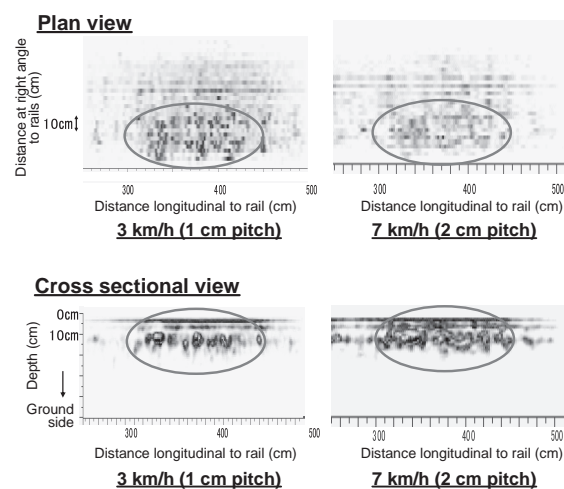 Plan view
Distance at right angle
to rails (cm)
10cm
300 400 500
300 400 500
Distance longitudinal to rail (cm)
Distance longitudinal to rail (cm)
3 km/h (1 cm pitch)
7 km/h (2 cm pitch)
Cross sectional view
0cm
10cm
Depth (cm)
Ground
side
300 400 500
300 400 500
Distance longitudinal to rail (cm)
Distance longitudinal to rail (cm)
3 km/h (1 cm pitch)
7 km/h (2 cm pitch)